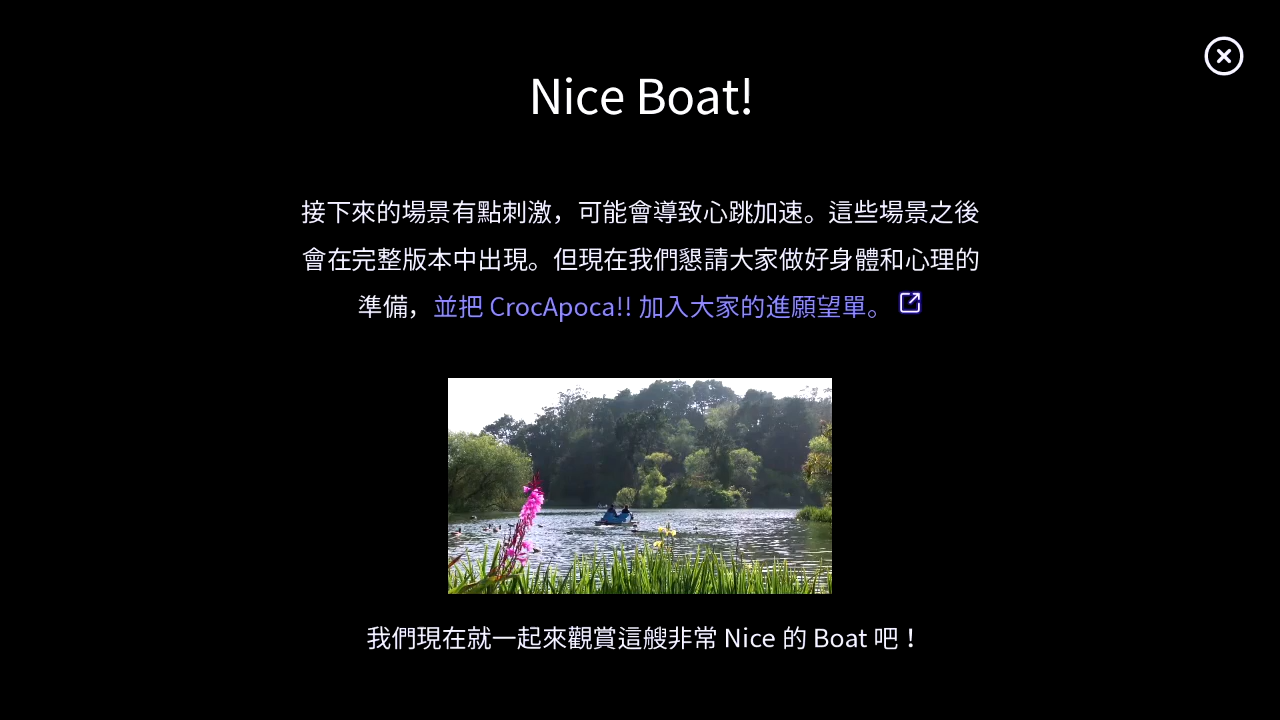 Nice Boat!
接下來的場景有點刺激，可能會導致心跳加速。這些場景之後
會在完整版本中出現。但現在我們懇請大家做好身體和心理的
準備，並把 CrocApoca!! 加入大家的進願望單。
我們現在就一起來觀賞這艘非常 Nice 的 Boat 吧！